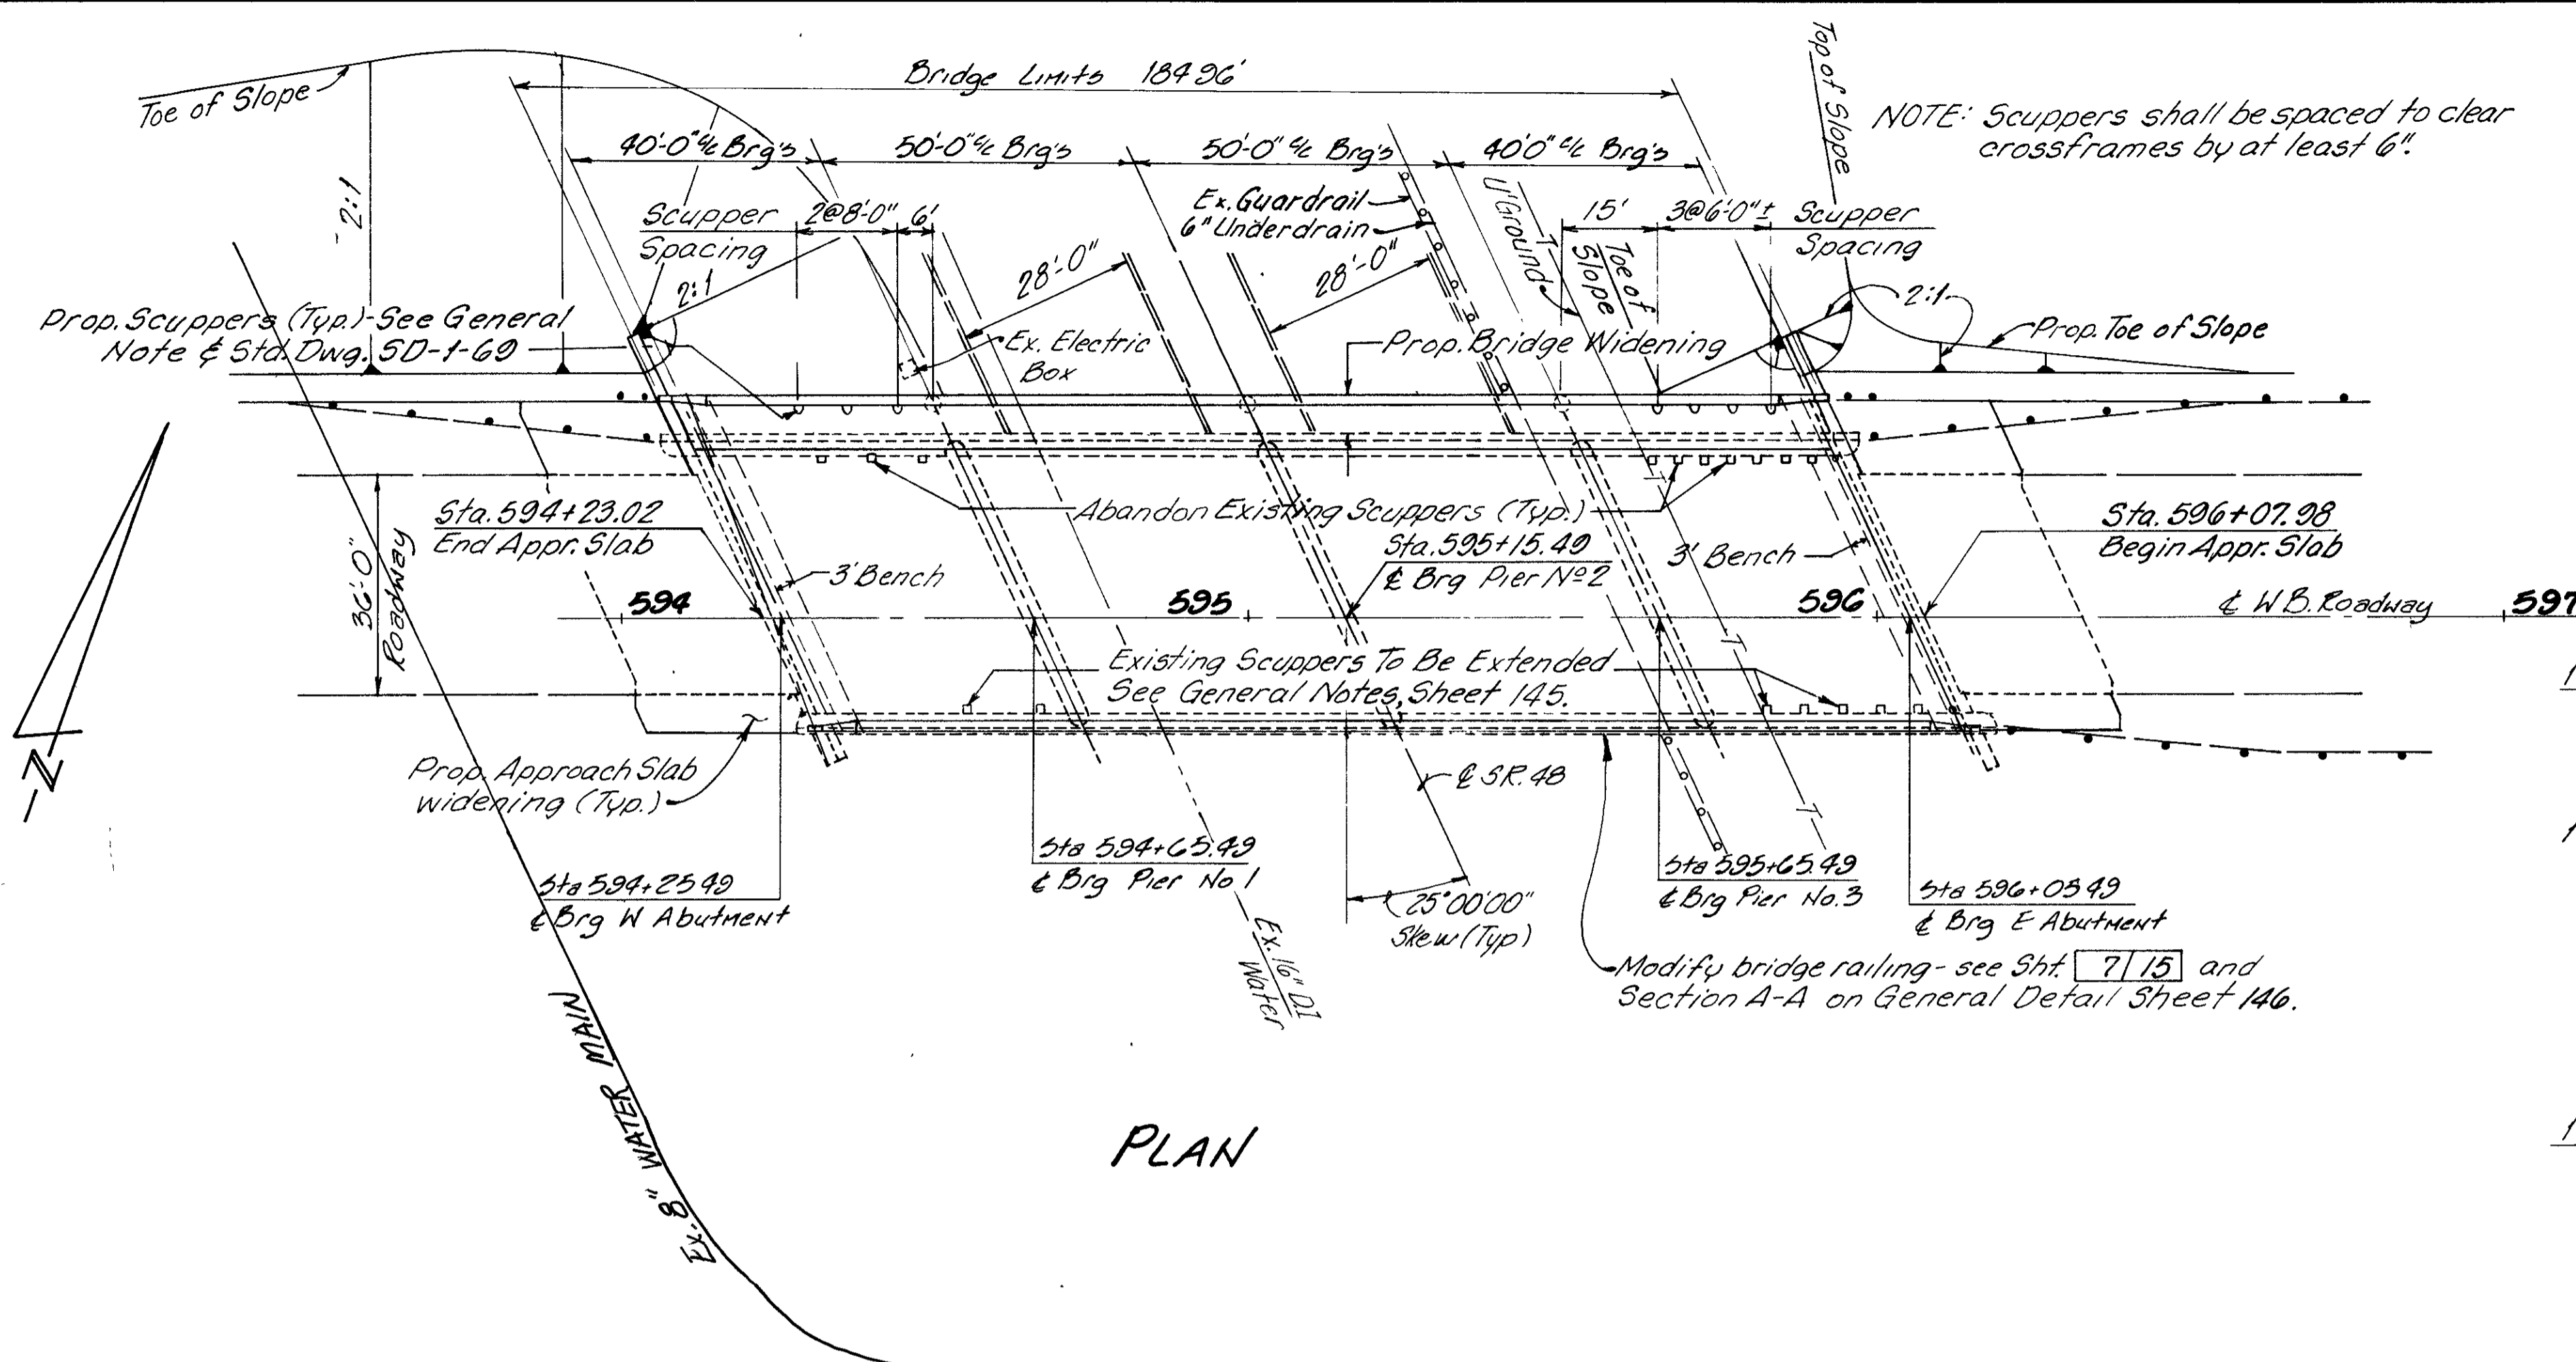 Toe of Slope
Bridge Limits 184.96'
Top of Slope
NOTE: Scuppers shall be spaced to clear
crossframes by at least 6".
40'-0" c/c Brg's
50'-0" c/c Brg's
50'-0" c/c Brg's
40'0" c/c Brg's
2:1
Scupper
Spacing
2@8'-0"
6'
Ex. Guardrail
6" Underdrain
U'Ground
T
15'
3@6'-0"±
Scupper
Spacing
Toe of
Slope
2:1
28'-0"
28'-0"
2:1
Prop. Scuppers (Typ.)-See General
Note & Std. Dwg. SD-1-69
Ex. Electric
Box
Prop. Bridge Widening
Prop. Toe of Slope
Abandon Existing Scuppers (Typ.)
Sta. 594+23.02
End Appr. Slab
36'-0"
Roadway
3' Bench
Sta. 595+15.49
℄ Brg Pier Nº 2
3' Bench
Sta. 596+07.98
Begin Appr. Slab
594
595
596
℄ W.B. Roadway
597
T
T
T
Existing Scuppers To Be Extended
See General Notes, Sheet 145.
N
Prop. Approach Slab
widening (Typ.)
℄ S.R. 48
Sta 594+25.49
℄ Brg W Abutment
Sta 594+65.49
℄ Brg Pier No 1
25°00'00"
Skew (Typ)
Sta 595+65.49
℄ Brg Pier No. 3
Sta 596+05.49
℄ Brg E Abutment
Ex. 16" D.I.
Water
Modify bridge railing - see Sht. 7/15 and
Section A-A on General Detail Sheet 146.
Ex. 8" WATER MAIN
PLAN